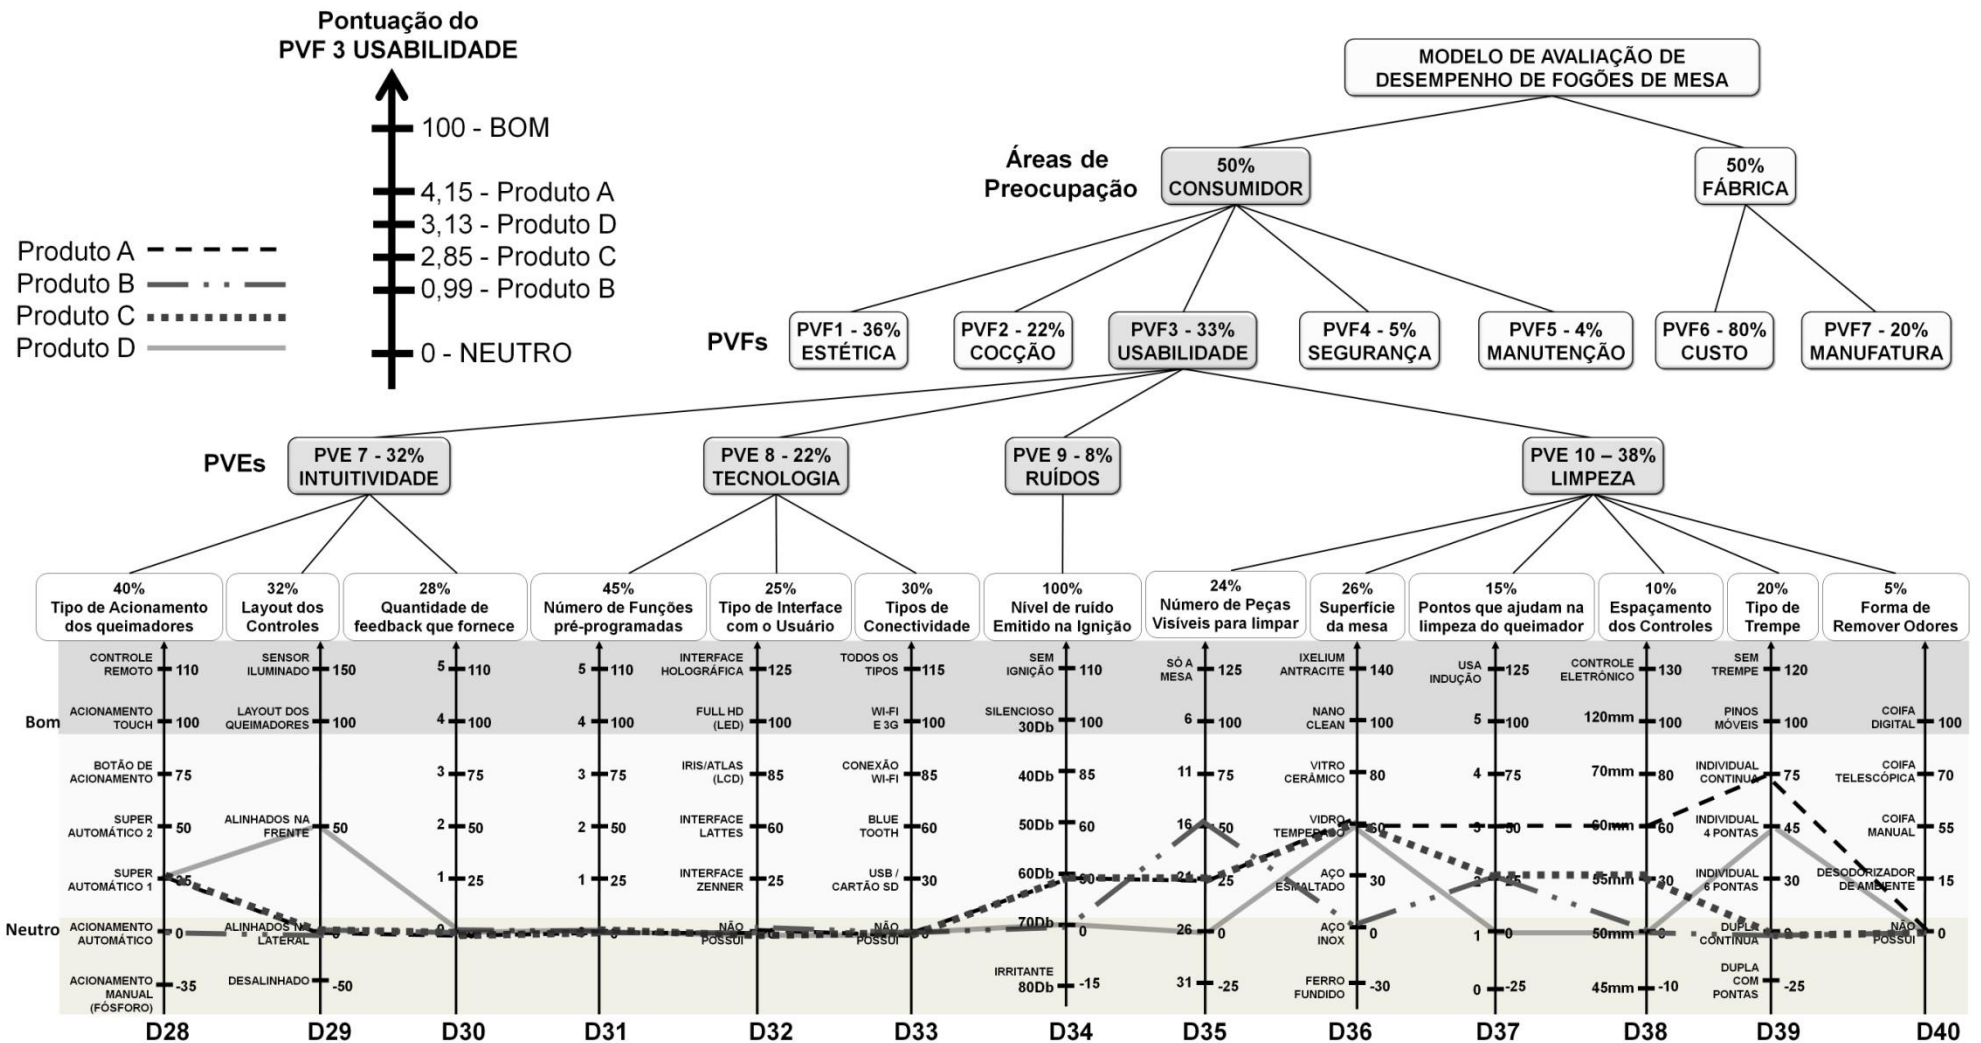 Pontuação do
PVF 3 USABILIDADE
100 - BOM
4,15 - Produto A
3,13 - Produto D
2,85 - Produto C
0,99 - Produto B
0 - NEUTRO
Produto A
Produto B
Produto C
Produto D
MODELO DE AVALIAÇÃO DE
DESEMPENHO DE FOGÕES DE MESA
Áreas de
Preocupação
50%
CONSUMIDOR
50%
FÁBRICA
PVFs
PVF1 - 36%
ESTÉTICA
PVF2 - 22%
COCÇÃO
PVF3 - 33%
USABILIDADE
PVF4 - 5%
SEGURANÇA
PVF5 - 4%
MANUTENÇÃO
PVF6 - 80%
CUSTO
PVF7 - 20%
MANUFATURA
PVEs
PVE 7 - 32%
INTUITIVIDADE
PVE 8 - 22%
TECNOLOGIA
PVE 9 - 8%
RUÍDOS
PVE 10 – 38%
LIMPEZA
40%
Tipo de Acionamento
dos queimadores
32%
Layout dos
Controles
28%
Quantidade de
feedback que fornece
45%
Número de Funções
pré-programadas
25%
Tipo de Interface
com o Usuário
30%
Tipos de
Conectividade
100%
Nível de ruído
Emitido na Ignição
24%
Número de Peças
Visíveis para limpar
26%
Superfície
da mesa
15%
Pontos que ajudam na
limpeza do queimador
10%
Espaçamento
dos Controles
20%
Tipo de
Trempe
5%
Forma de
Remover Odores
Bom
Neutro
CONTROLE
REMOTO 110
ACIONAMENTO
TOUCH 100
BOTÃO DE
ACIONAMENTO 75
SUPER
AUTOMÁTICO 2 50
SUPER
AUTOMÁTICO 1 35
ACIONAMENTO
AUTOMÁTICO 0
ACIONAMENTO
MANUAL -35
(FÓSFORO)
D28
SENSOR
ILUMINADO 150
LAYOUT DOS
QUEIMADORES 100
ALINHADOS NA
FRENTE 50
ALINHADOS NA
LATERAL 0
DESALINHADO -50
D29
5 110
4 100
3 75
2 50
1 25
0 0
D30
5 110
4 100
3 75
2 50
1 25
0 0
D31
INTERFACE
HOLOGRÁFICA 125
FULL HD
(LED) 100
IRIS/ATLAS
(LCD) 85
INTERFACE
LATTES 60
INTERFACE
ZENNER 25
NÃO
POSSUI 0
D32
TODOS OS
TIPOS 115
WI-FI
E 3G 100
CONEXÃO
WI-FI 85
BLUE
TOOTH 60
USB /
CARTÃO SD 30
NÃO
POSSUI 0
D33
SEM
IGNIÇÃO 110
SILENCIOSO
30Db 100
40Db 85
50Db 60
60Db 30
70Db 0
IRRITANTE
80Db -15
D34
SÓ A
MESA 125
6 100
11 75
16 50
21 25
26 0
31 -25
D35
IXELIUM
ANTRACITE 140
NANO
CLEAN 100
VITRO
CERÂMICO 80
VIDRO
TEMPERADO 60
AÇO
ESMALTADO 30
AÇO
INOX 0
FERRO
FUNDIDO -30
D36
USA
INDUÇÃO 125
5 100
4 75
3 50
2 25
1 0
0 -25
D37
CONTROLE
ELETRÔNICO 130
120mm 100
70mm 80
60mm 60
55mm 30
50mm 0
45mm -10
D38
SEM
TREMPE 120
PINOS
MÓVEIS 100
INDIVIDUAL
CONTINUA 75
INDIVIDUAL
4 PONTAS 45
INDIVIDUAL
6 PONTAS 30
DUPLA
CONTINUA 0
DUPLA
COM
PONTAS -25
D39
COIFA
DIGITAL 100
COIFA
TELESCÓPICA 70
COIFA
MANUAL 55
DESODORIZADOR
DE AMBIENTE 15
NÃO
POSSUI 0
D40